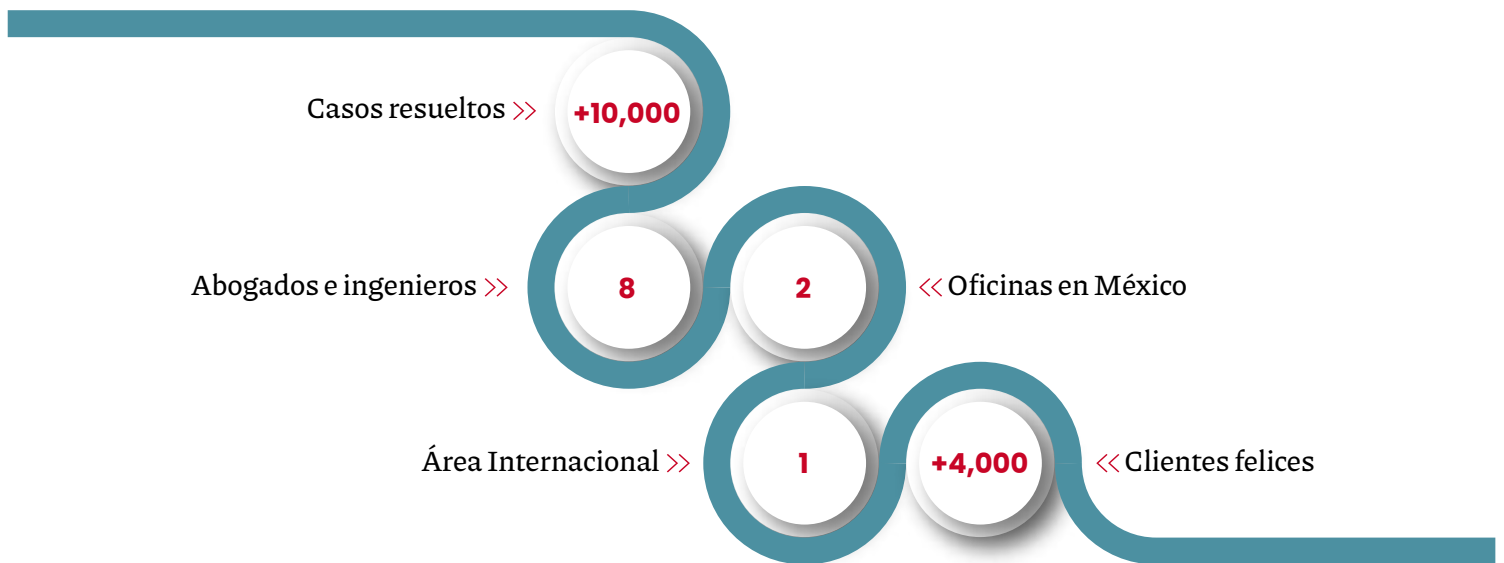 Casos resueltos >> +10,000
Abogados e ingenieros >> 8
2 << Oficinas en México
Área Internacional >> 1
+4,000 << Clientes felices